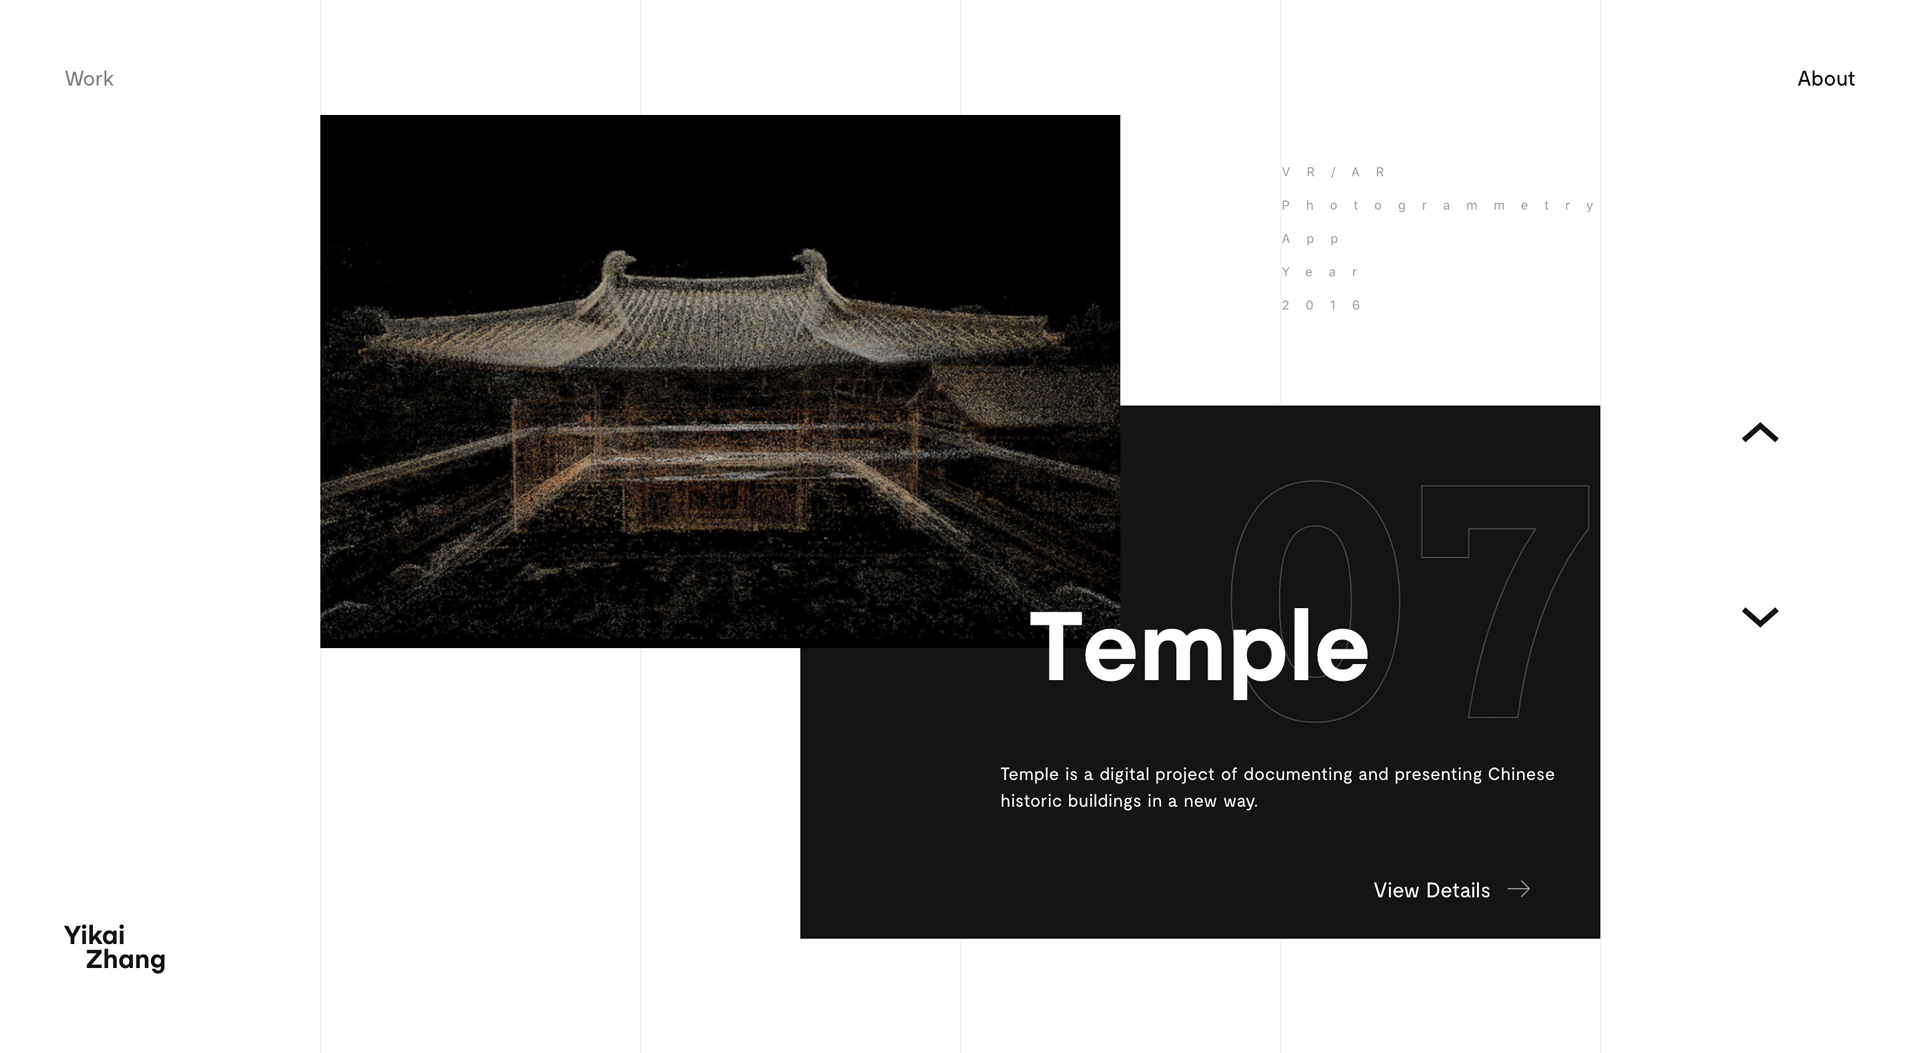 Work
About
VR/AR
Photogrammetry
App
Year
2016
07
Temple
Temple is a digital project of documenting and presenting Chinese
historic buildings in a new way.
View Details
Yikai
Zhang